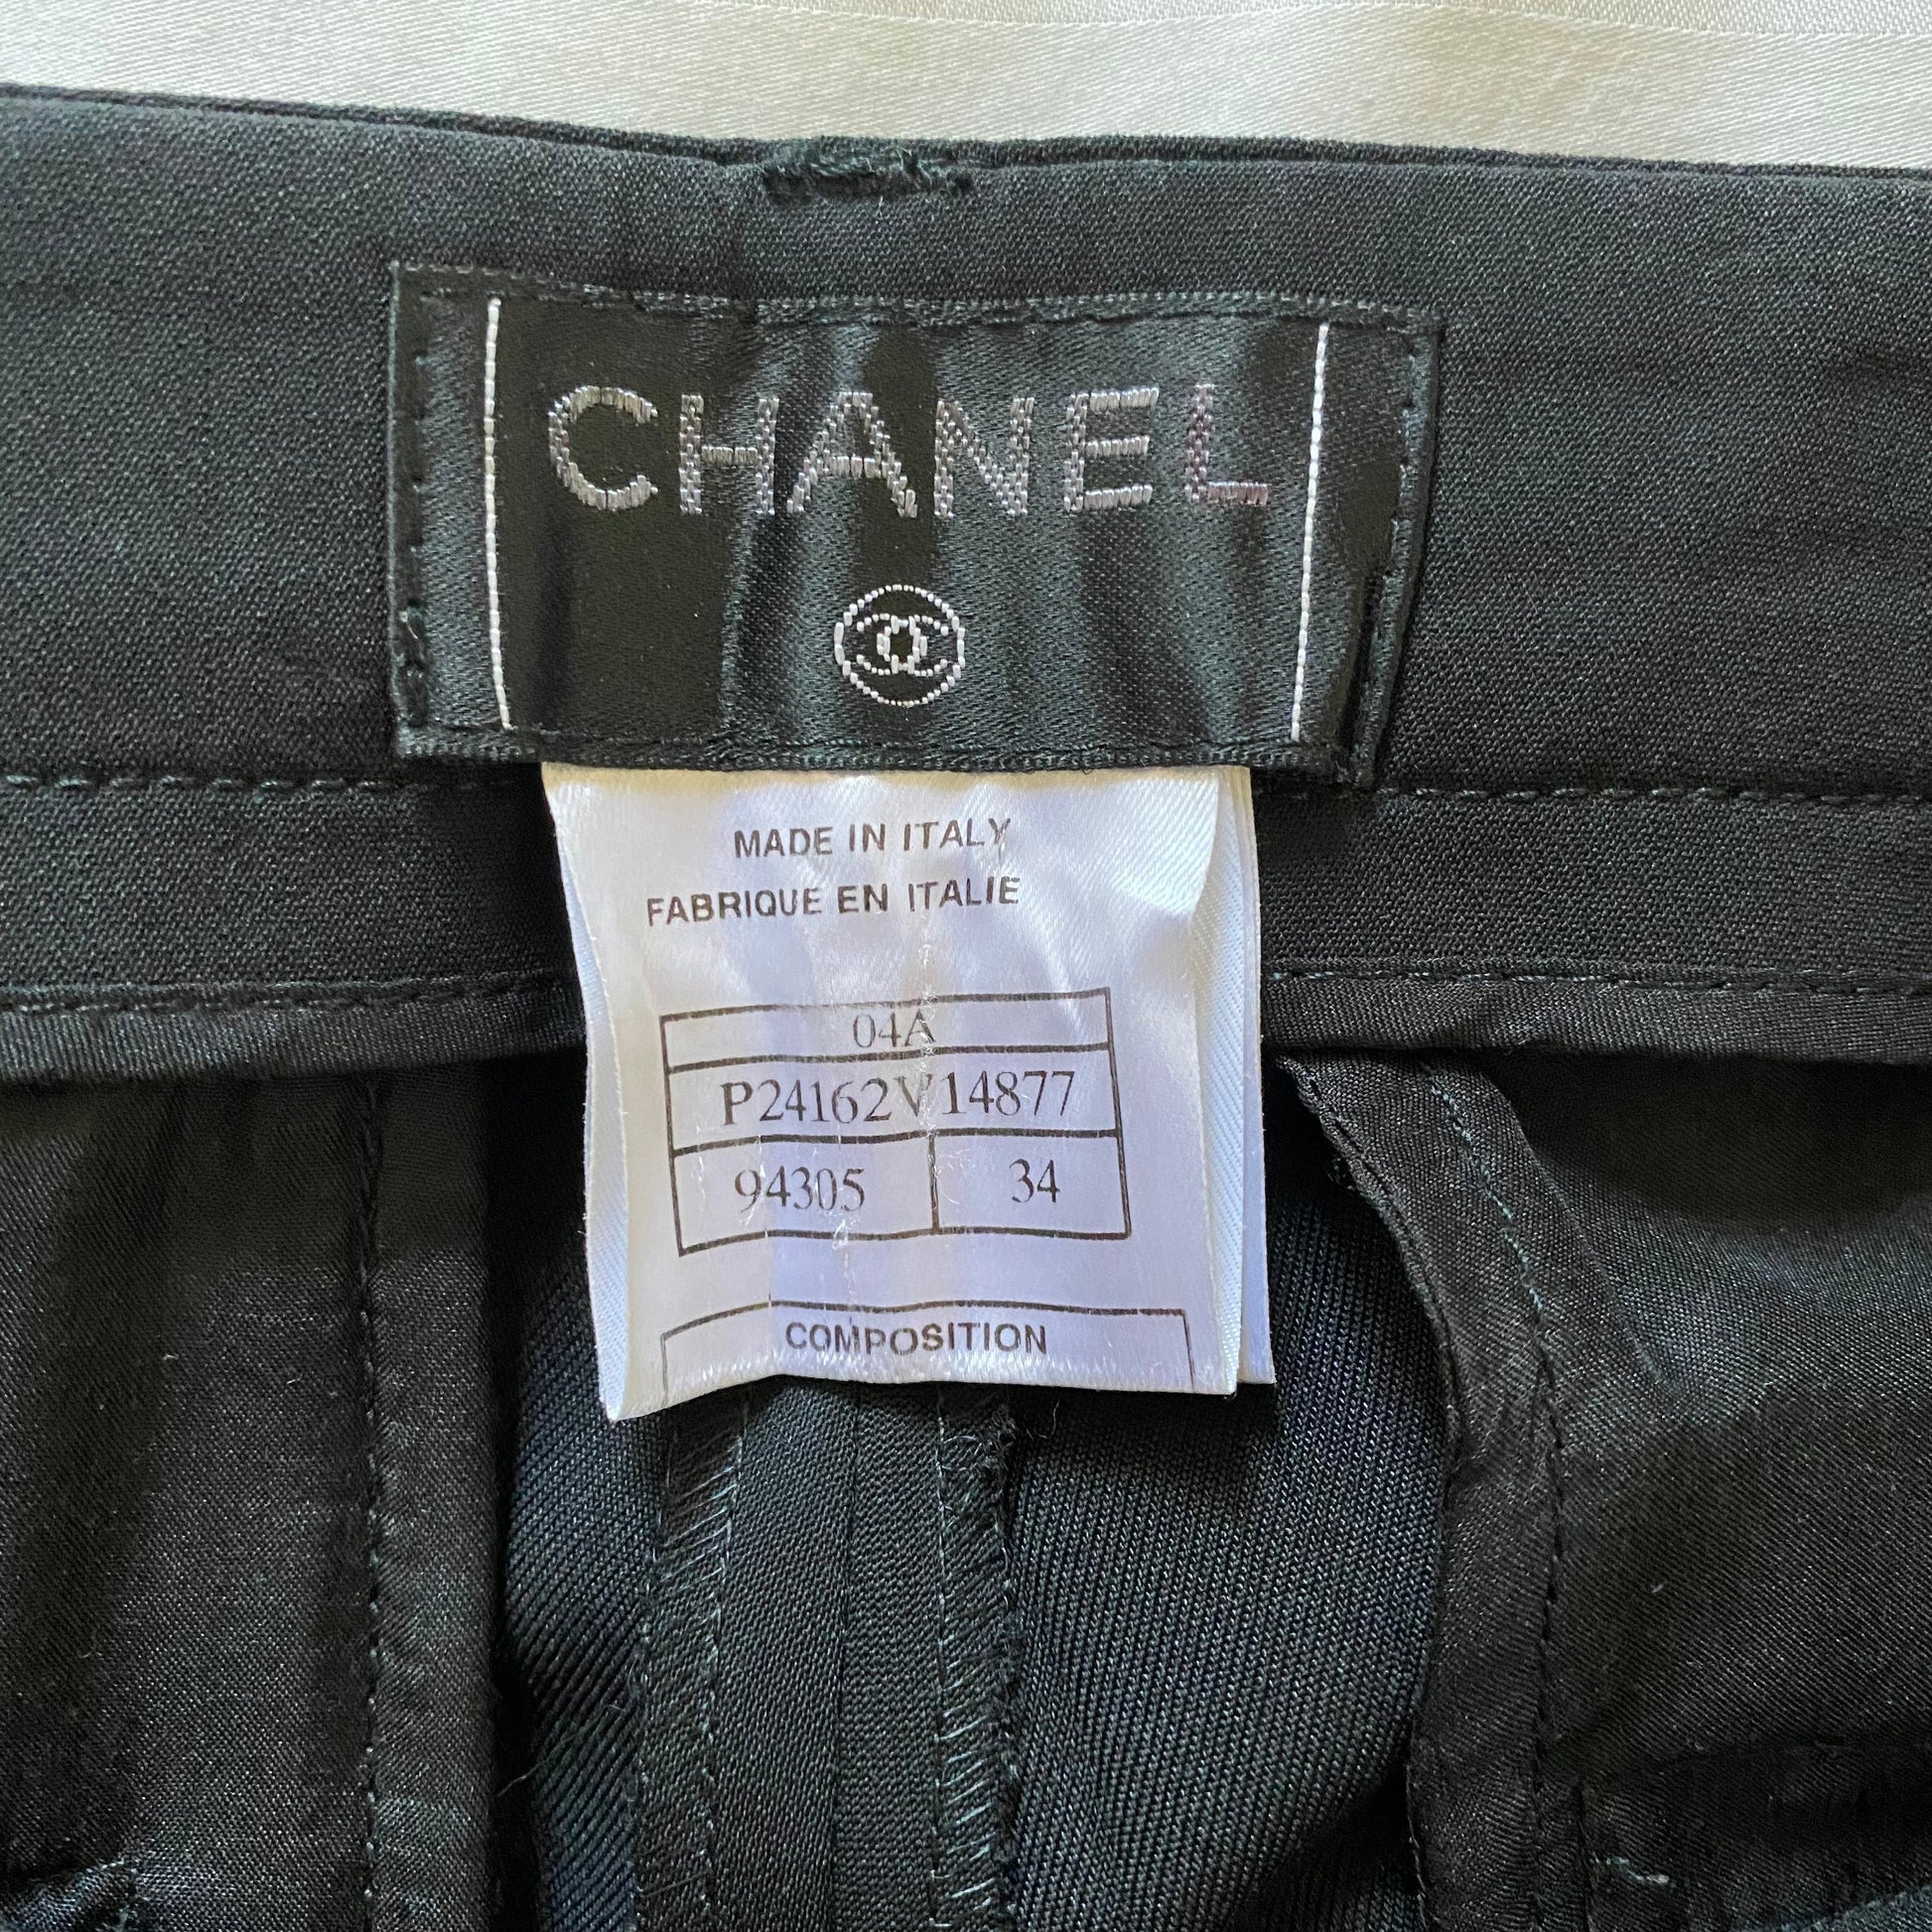 CHANEL
MADE IN ITALY
FABRIQUE EN ITALIE
04A
P24162V14877
94305 34
COMPOSITION